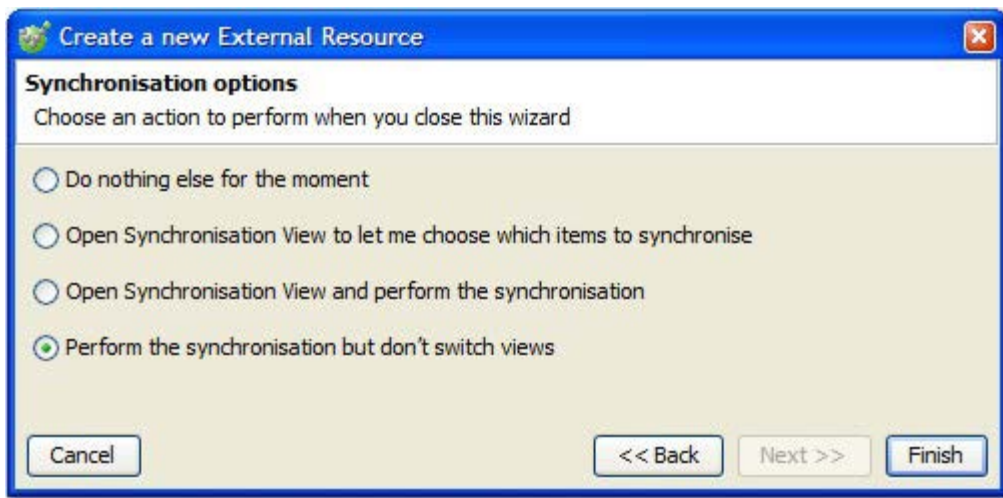 Create a new External Resource
Synchronisation options
Choose an action to perform when you close this wizard
Do nothing else for the moment
Open Synchronisation View to let me choose which items to synchronise
Open Synchronisation View and perform the synchronisation
Perform the synchronisation but don't switch views
Cancel << Back Next >> Finish